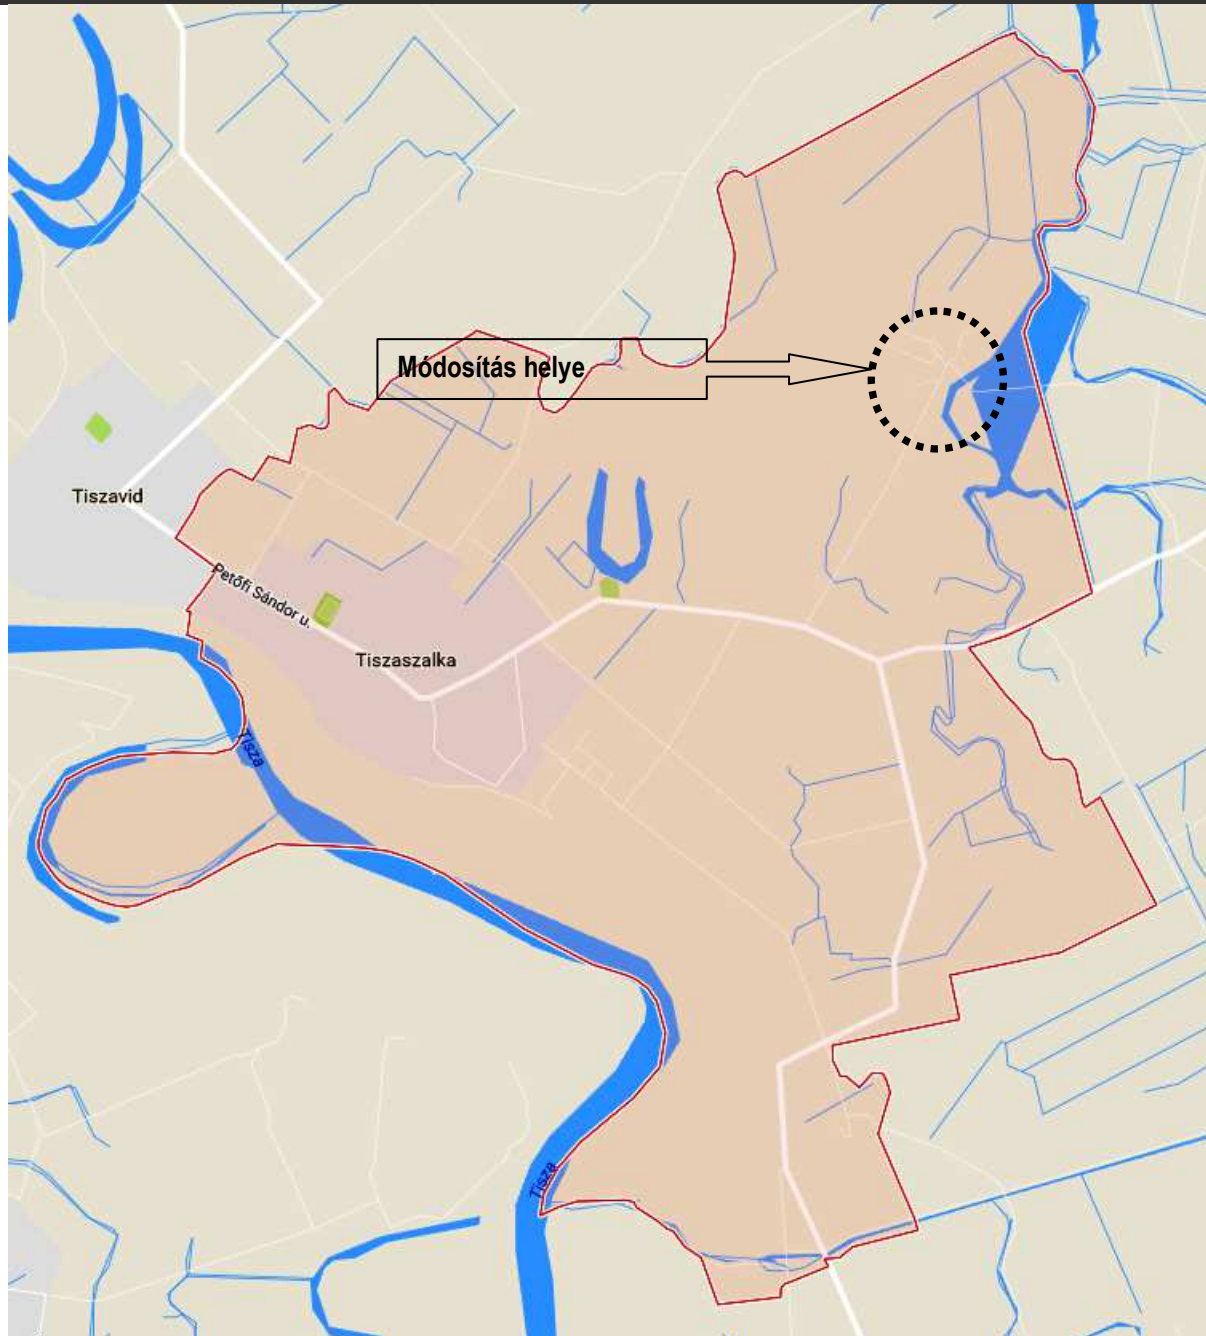 Módosítás helye
Tiszavid
Petőfi Sándor u.
Tiszaszalka
Tisza
Tisza